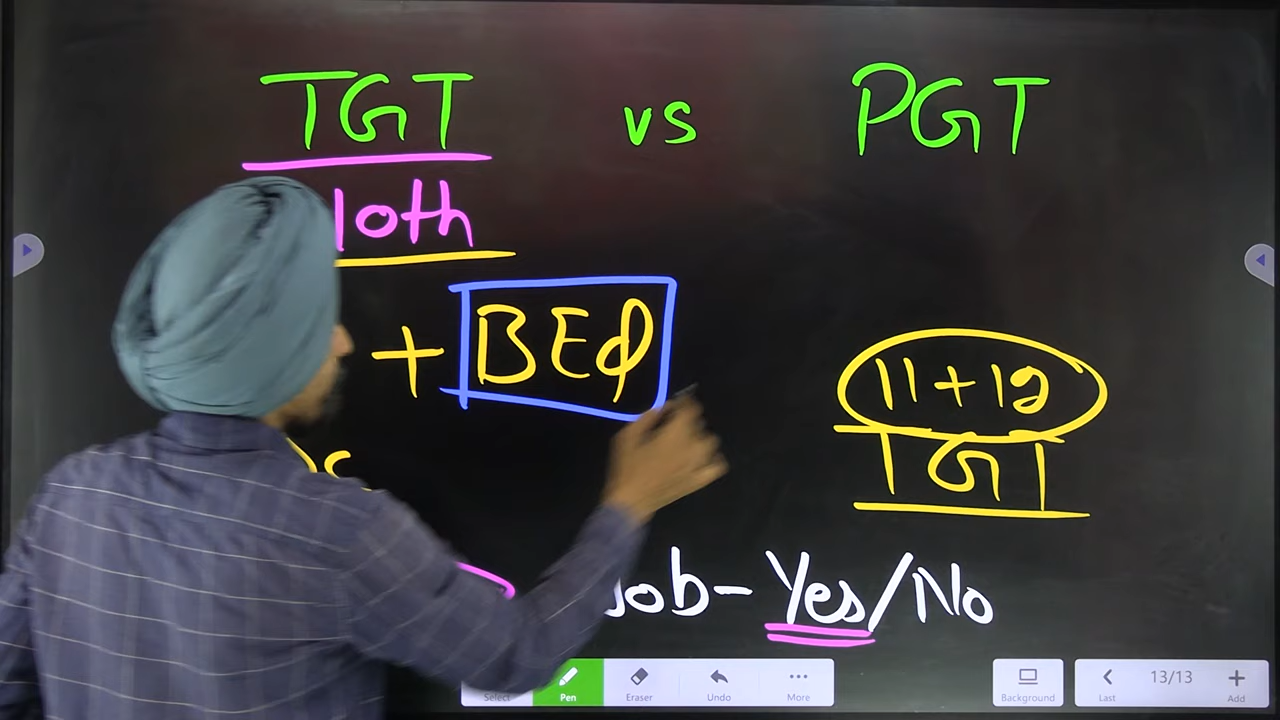 TGT vs PGT
10th
+ BEd
11+12
TGT
Job- Yes/No
Select Pen Eraser Undo More Background Last 13/13 Add